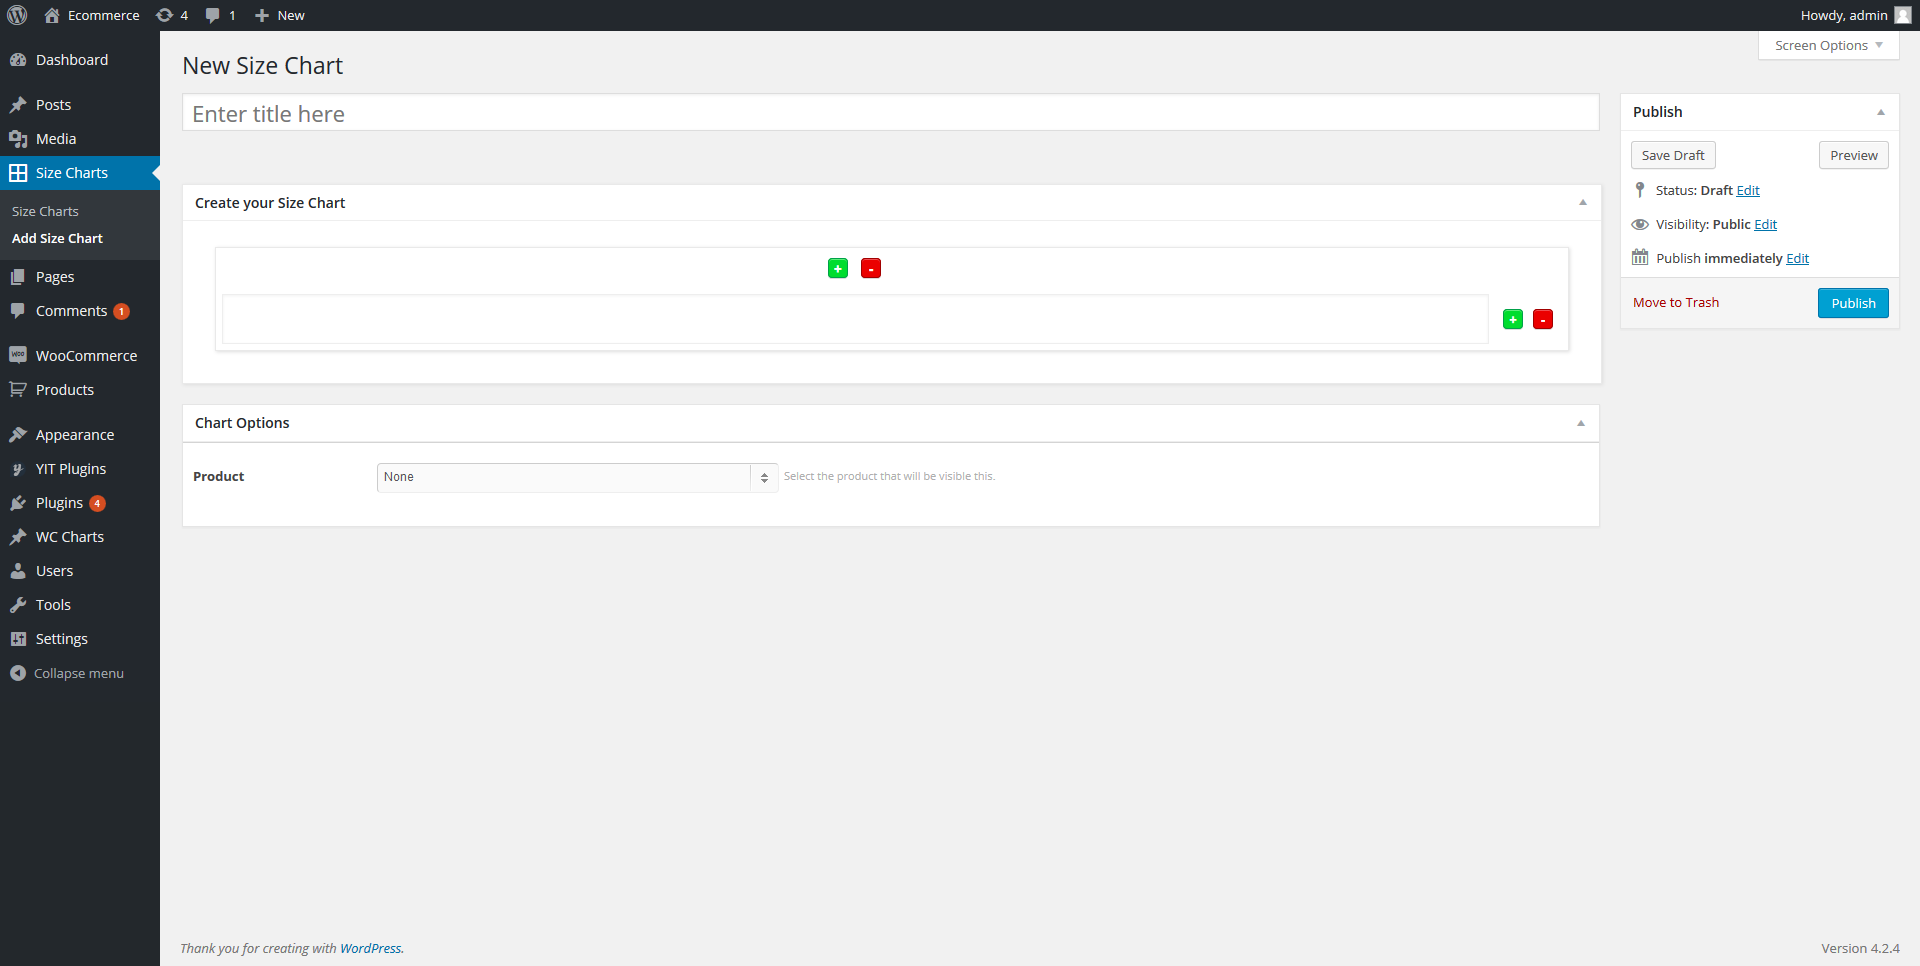 Ecommerce 4 1 + New Howdy, admin
Screen Options
Dashboard
Posts
Media
Size Charts
Size Charts
Add Size Chart
Pages
Comments 1
WooCommerce
Products
Appearance
YIT Plugins
Plugins 4
WC Charts
Users
Tools
Settings
Collapse menu
New Size Chart
Enter title here
Create your Size Chart
+ -
+ -
Chart Options
Product None Select the product that will be visible this.
Publish
Save Draft Preview
Status: Draft Edit
Visibility: Public Edit
Publish immediately Edit
Move to Trash Publish
Thank you for creating with WordPress. Version 4.2.4